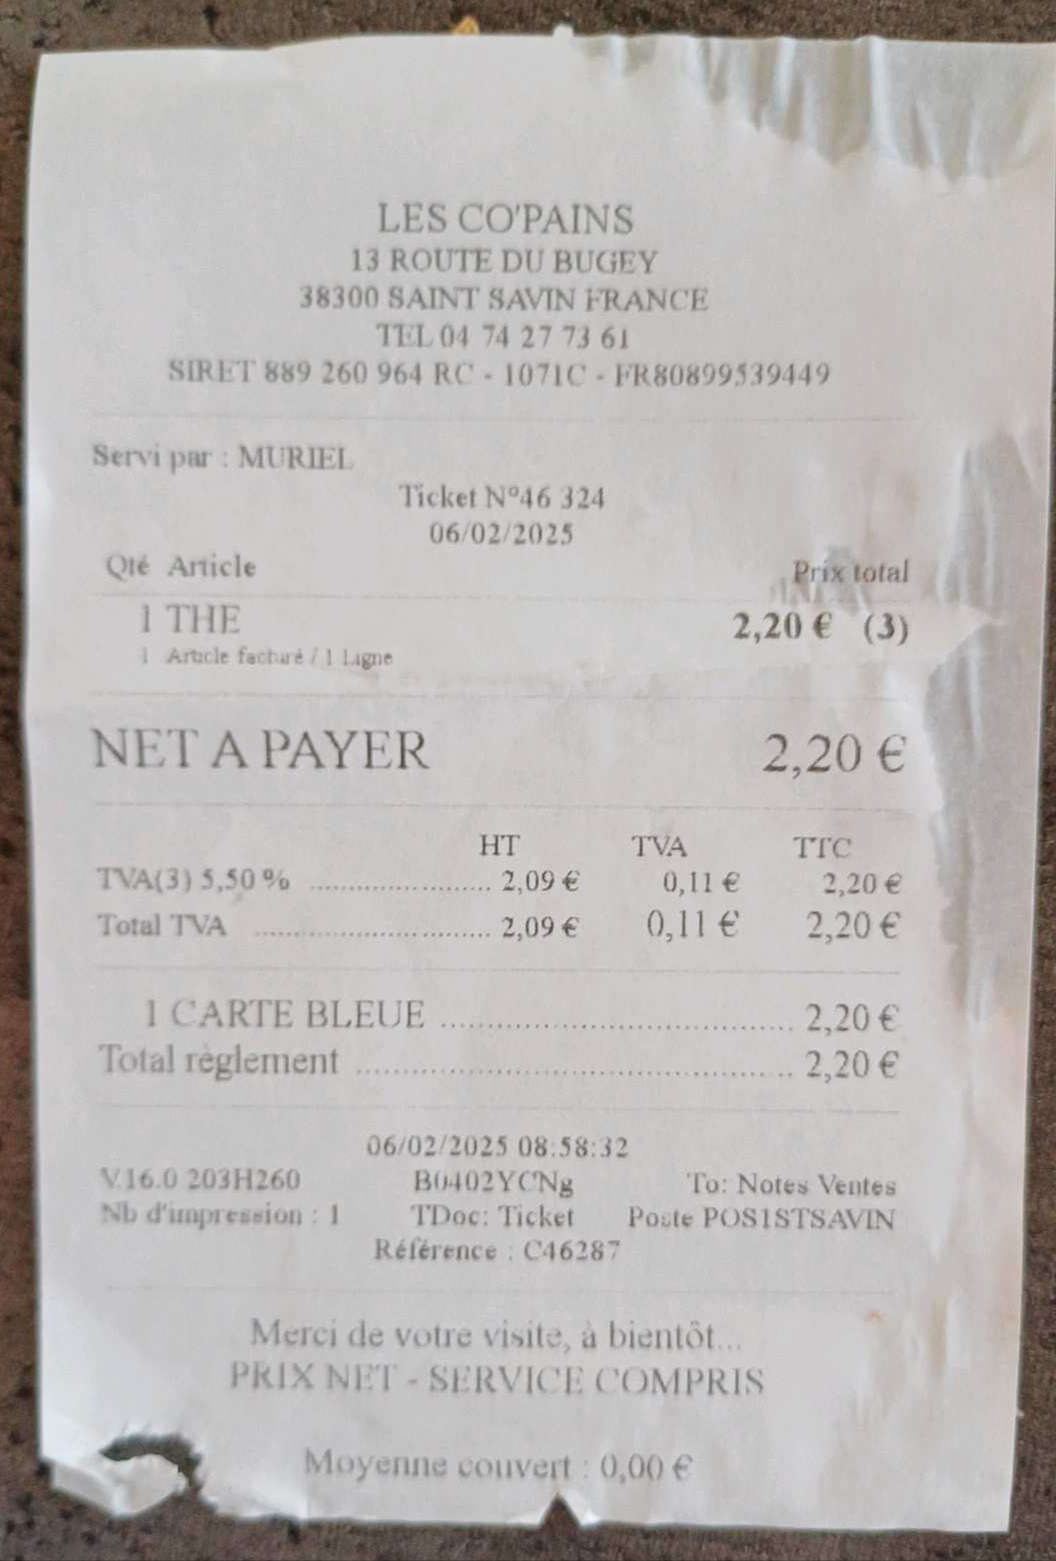 LES CO'PAINS
13 ROUTE DU BUGEY
38300 SAINT SAVIN FRANCE
TEL 04 74 27 73 61
SIRET 889 260 964 RC - 1071C - FR80899539449
Servi par : MURIEL
Ticket N°46 324
06/02/2025
Qté Article Prix total
1 THE 2,20 € (3)
1 Article facturé / 1 Ligne
NET A PAYER 2,20 €
HT TVA TTC
TVA(3) 5,50 % .......................... 2,09 € 0,11 € 2,20 €
Total TVA .................................. 2,09 € 0,11 € 2,20 €
1 CARTE BLEUE ................................................ 2,20 €
Total règlement ............................................................ 2,20 €
06/02/2025 08:58:32
V.16.0 203H260 B0402YCNg To: Notes Ventes
Nb d'impression : 1 TDoc: Ticket Poste POS1STSAVIN
Référence : C46287
Merci de votre visite, à bientôt...
PRIX NET - SERVICE COMPRIS
Moyenne couvert : 0,00 €